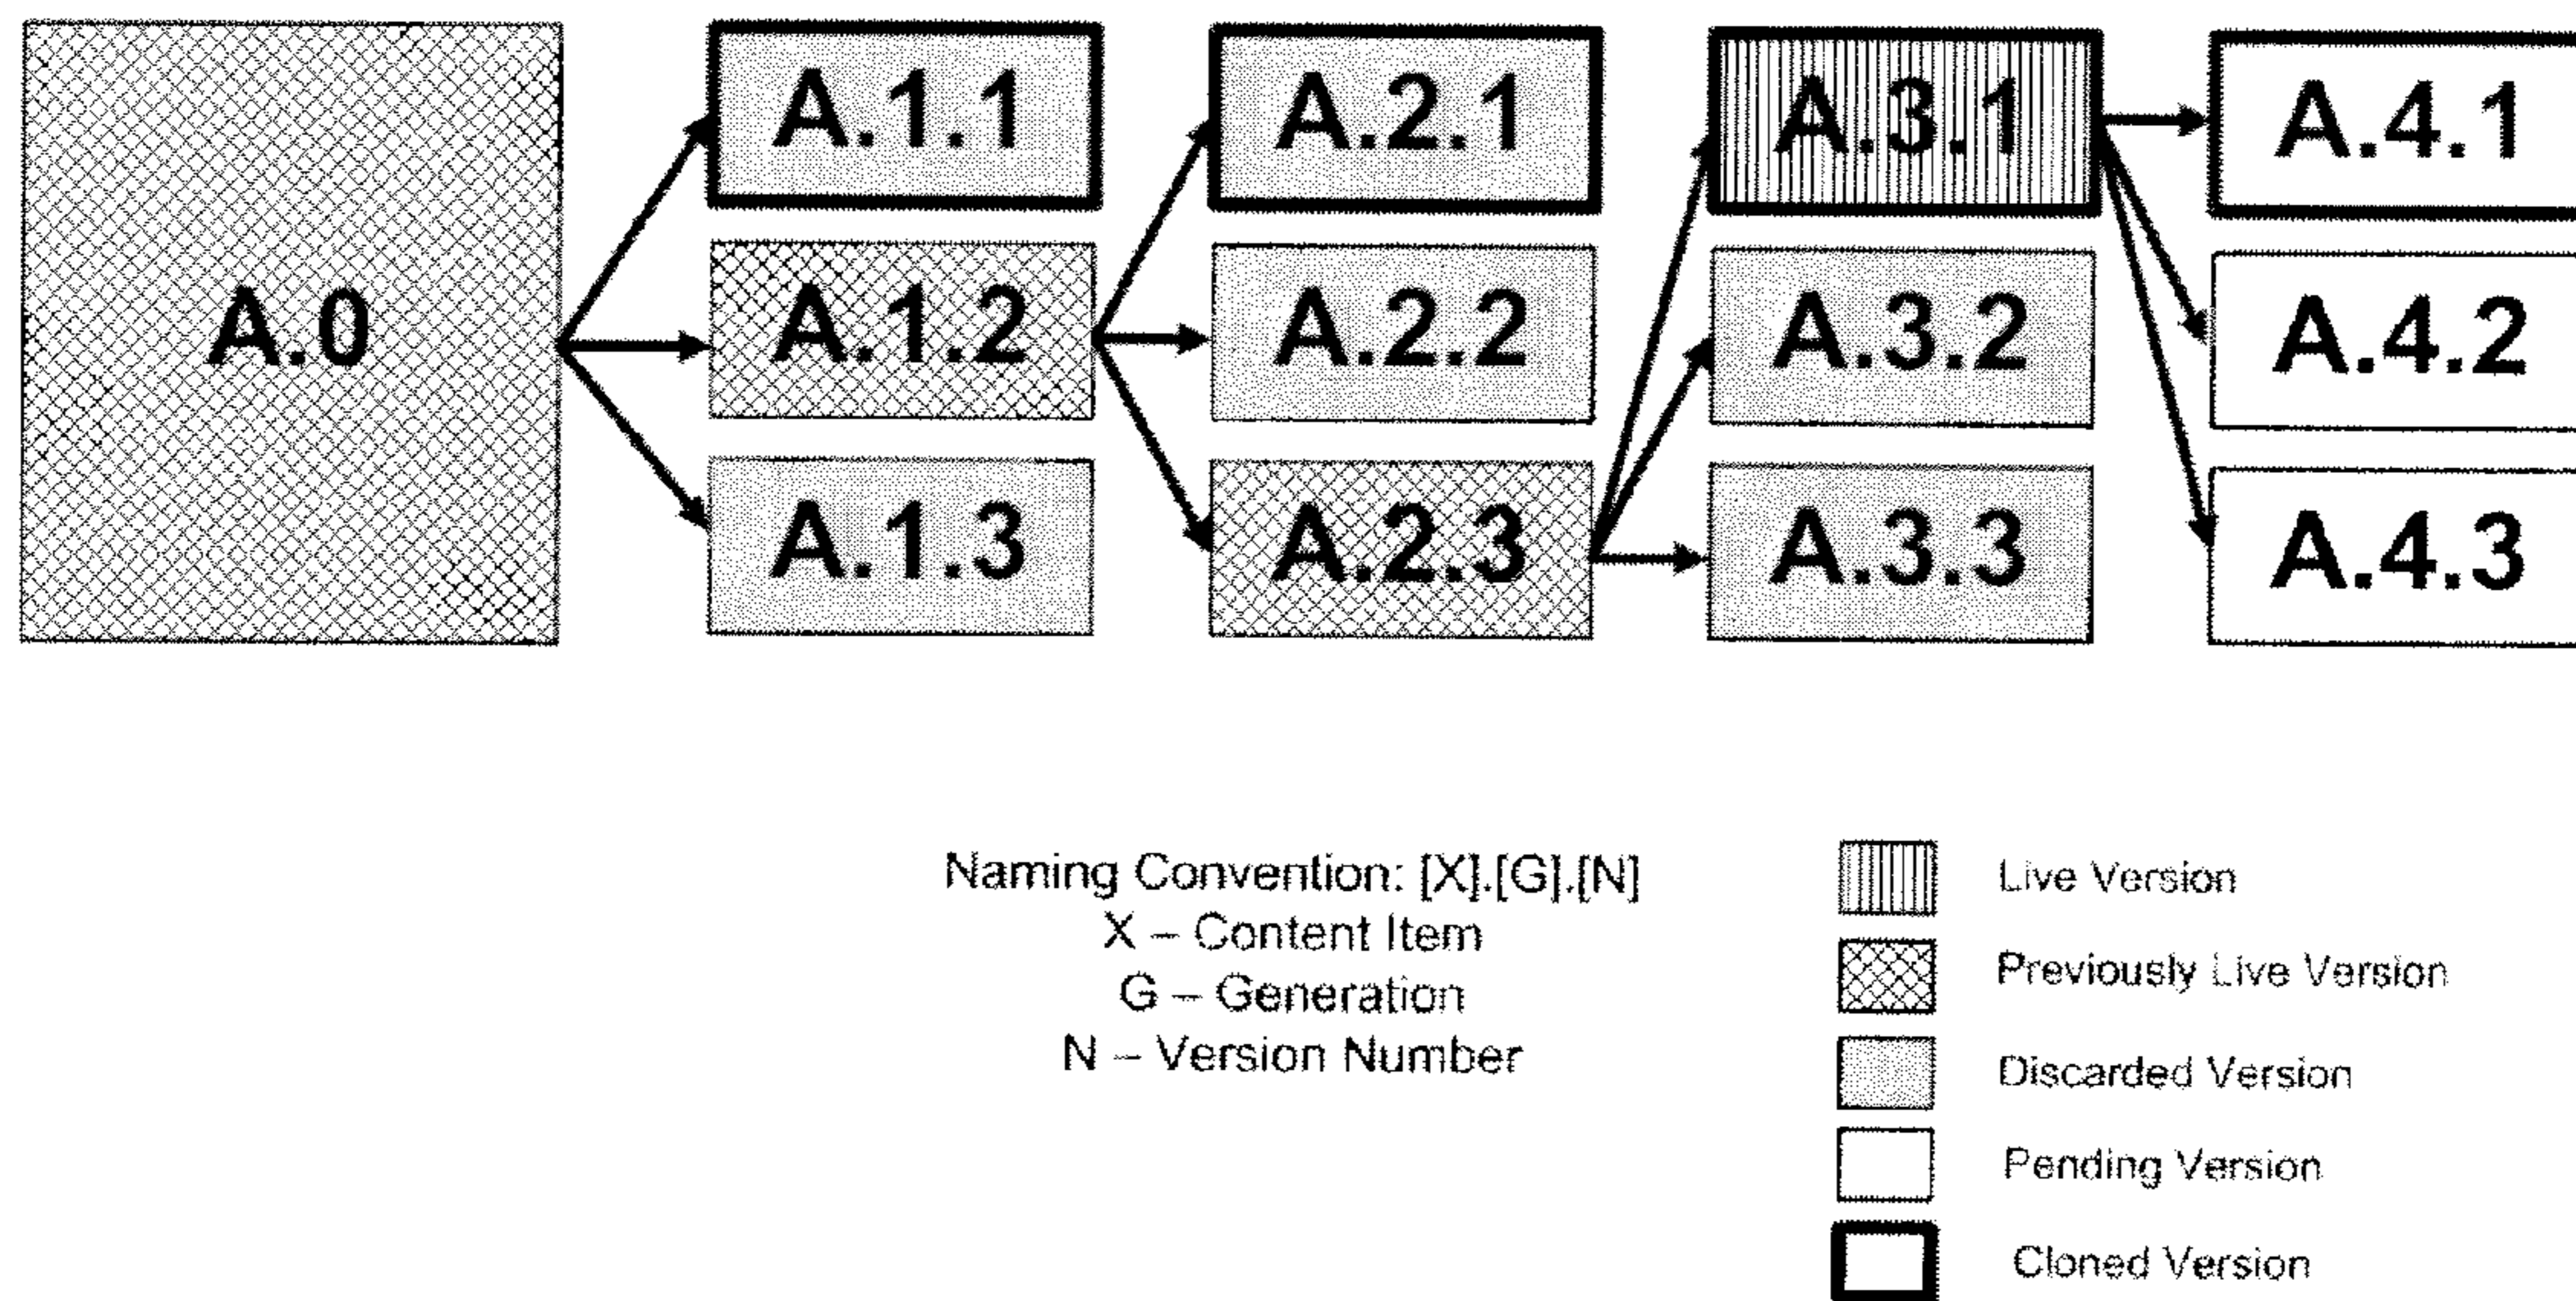 A.0
A.1.1
A.1.2
A.1.3
A.2.1
A.2.2
A.2.3
A.3.1
A.3.2
A.3.3
A.4.1
A.4.2
A.4.3
Naming Convention: [X].[G].[N]
X – Content Item
G – Generation
N – Version Number
Live Version
Previously Live Version
Discarded Version
Pending Version
Cloned Version